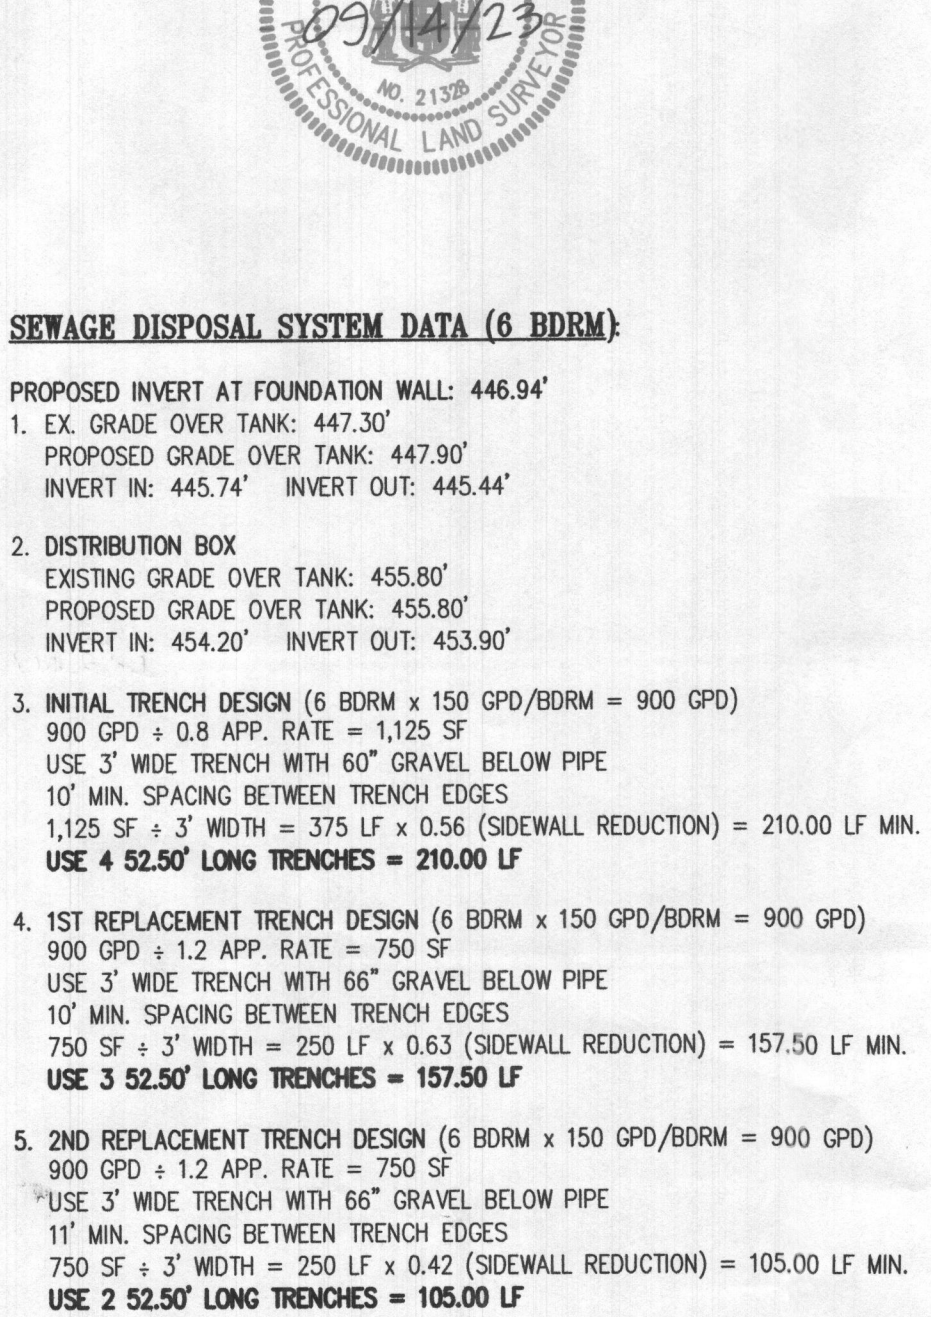 09/14/23
NO. 21328
PROFESSIONAL LAND SURVEYOR
SEWAGE DISPOSAL SYSTEM DATA (6 BDRM):
PROPOSED INVERT AT FOUNDATION WALL: 446.94'
1. EX. GRADE OVER TANK: 447.30'
PROPOSED GRADE OVER TANK: 447.90'
INVERT IN: 445.74' INVERT OUT: 445.44'
2. DISTRIBUTION BOX
EXISTING GRADE OVER TANK: 455.80'
PROPOSED GRADE OVER TANK: 455.80'
INVERT IN: 454.20' INVERT OUT: 453.90'
3. INITIAL TRENCH DESIGN (6 BDRM x 150 GPD/BDRM = 900 GPD)
900 GPD ÷ 0.8 APP. RATE = 1,125 SF
USE 3' WIDE TRENCH WITH 60" GRAVEL BELOW PIPE
10' MIN. SPACING BETWEEN TRENCH EDGES
1,125 SF ÷ 3' WIDTH = 375 LF x 0.56 (SIDEWALL REDUCTION) = 210.00 LF MIN.
USE 4 52.50' LONG TRENCHES = 210.00 LF
4. 1ST REPLACEMENT TRENCH DESIGN (6 BDRM x 150 GPD/BDRM = 900 GPD)
900 GPD ÷ 1.2 APP. RATE = 750 SF
USE 3' WIDE TRENCH WITH 66" GRAVEL BELOW PIPE
10' MIN. SPACING BETWEEN TRENCH EDGES
750 SF ÷ 3' WIDTH = 250 LF x 0.63 (SIDEWALL REDUCTION) = 157.50 LF MIN.
USE 3 52.50' LONG TRENCHES = 157.50 LF
5. 2ND REPLACEMENT TRENCH DESIGN (6 BDRM x 150 GPD/BDRM = 900 GPD)
900 GPD ÷ 1.2 APP. RATE = 750 SF
USE 3' WIDE TRENCH WITH 66" GRAVEL BELOW PIPE
11' MIN. SPACING BETWEEN TRENCH EDGES
750 SF ÷ 3' WIDTH = 250 LF x 0.42 (SIDEWALL REDUCTION) = 105.00 LF MIN.
USE 2 52.50' LONG TRENCHES = 105.00 LF